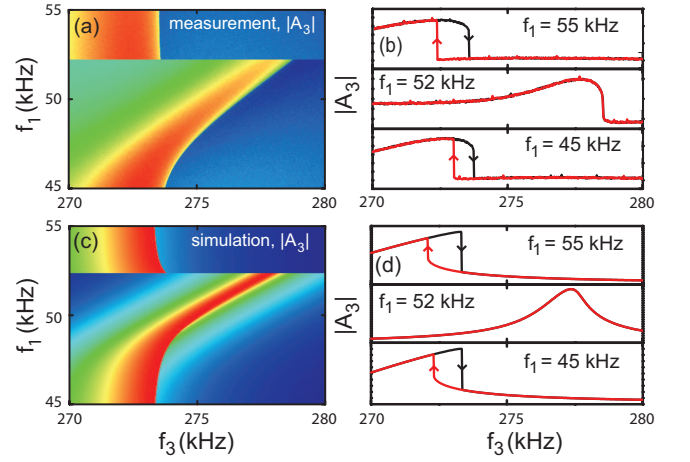 (a) measurement, |A₃|
55
50
45
f₁ (kHz)
270 275 280
(b) f₁ = 55 kHz
f₁ = 52 kHz
f₁ = 45 kHz
|A₃|
270 275 280
(c) simulation, |A₃|
55
50
45
f₁ (kHz)
270 275 280
f₃ (kHz)
(d) f₁ = 55 kHz
f₁ = 52 kHz
f₁ = 45 kHz
|A₃|
270 275 280
f₃ (kHz)